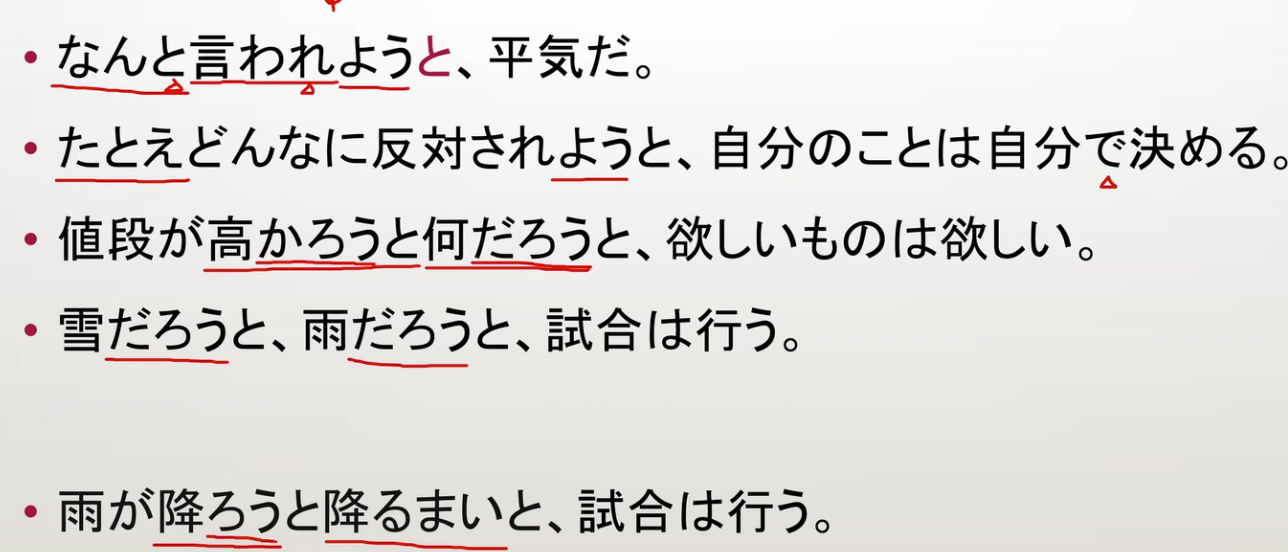 • なんと言われようと、平気だ。
• たとえどんなに反対されようと、自分のことは自分で決める。
• 値段が高かろうと何だろうと、欲しいものは欲しい。
• 雪だろうと、雨だろうと、試合は行う。
• 雨が降ろうと降るまいと、試合は行う。